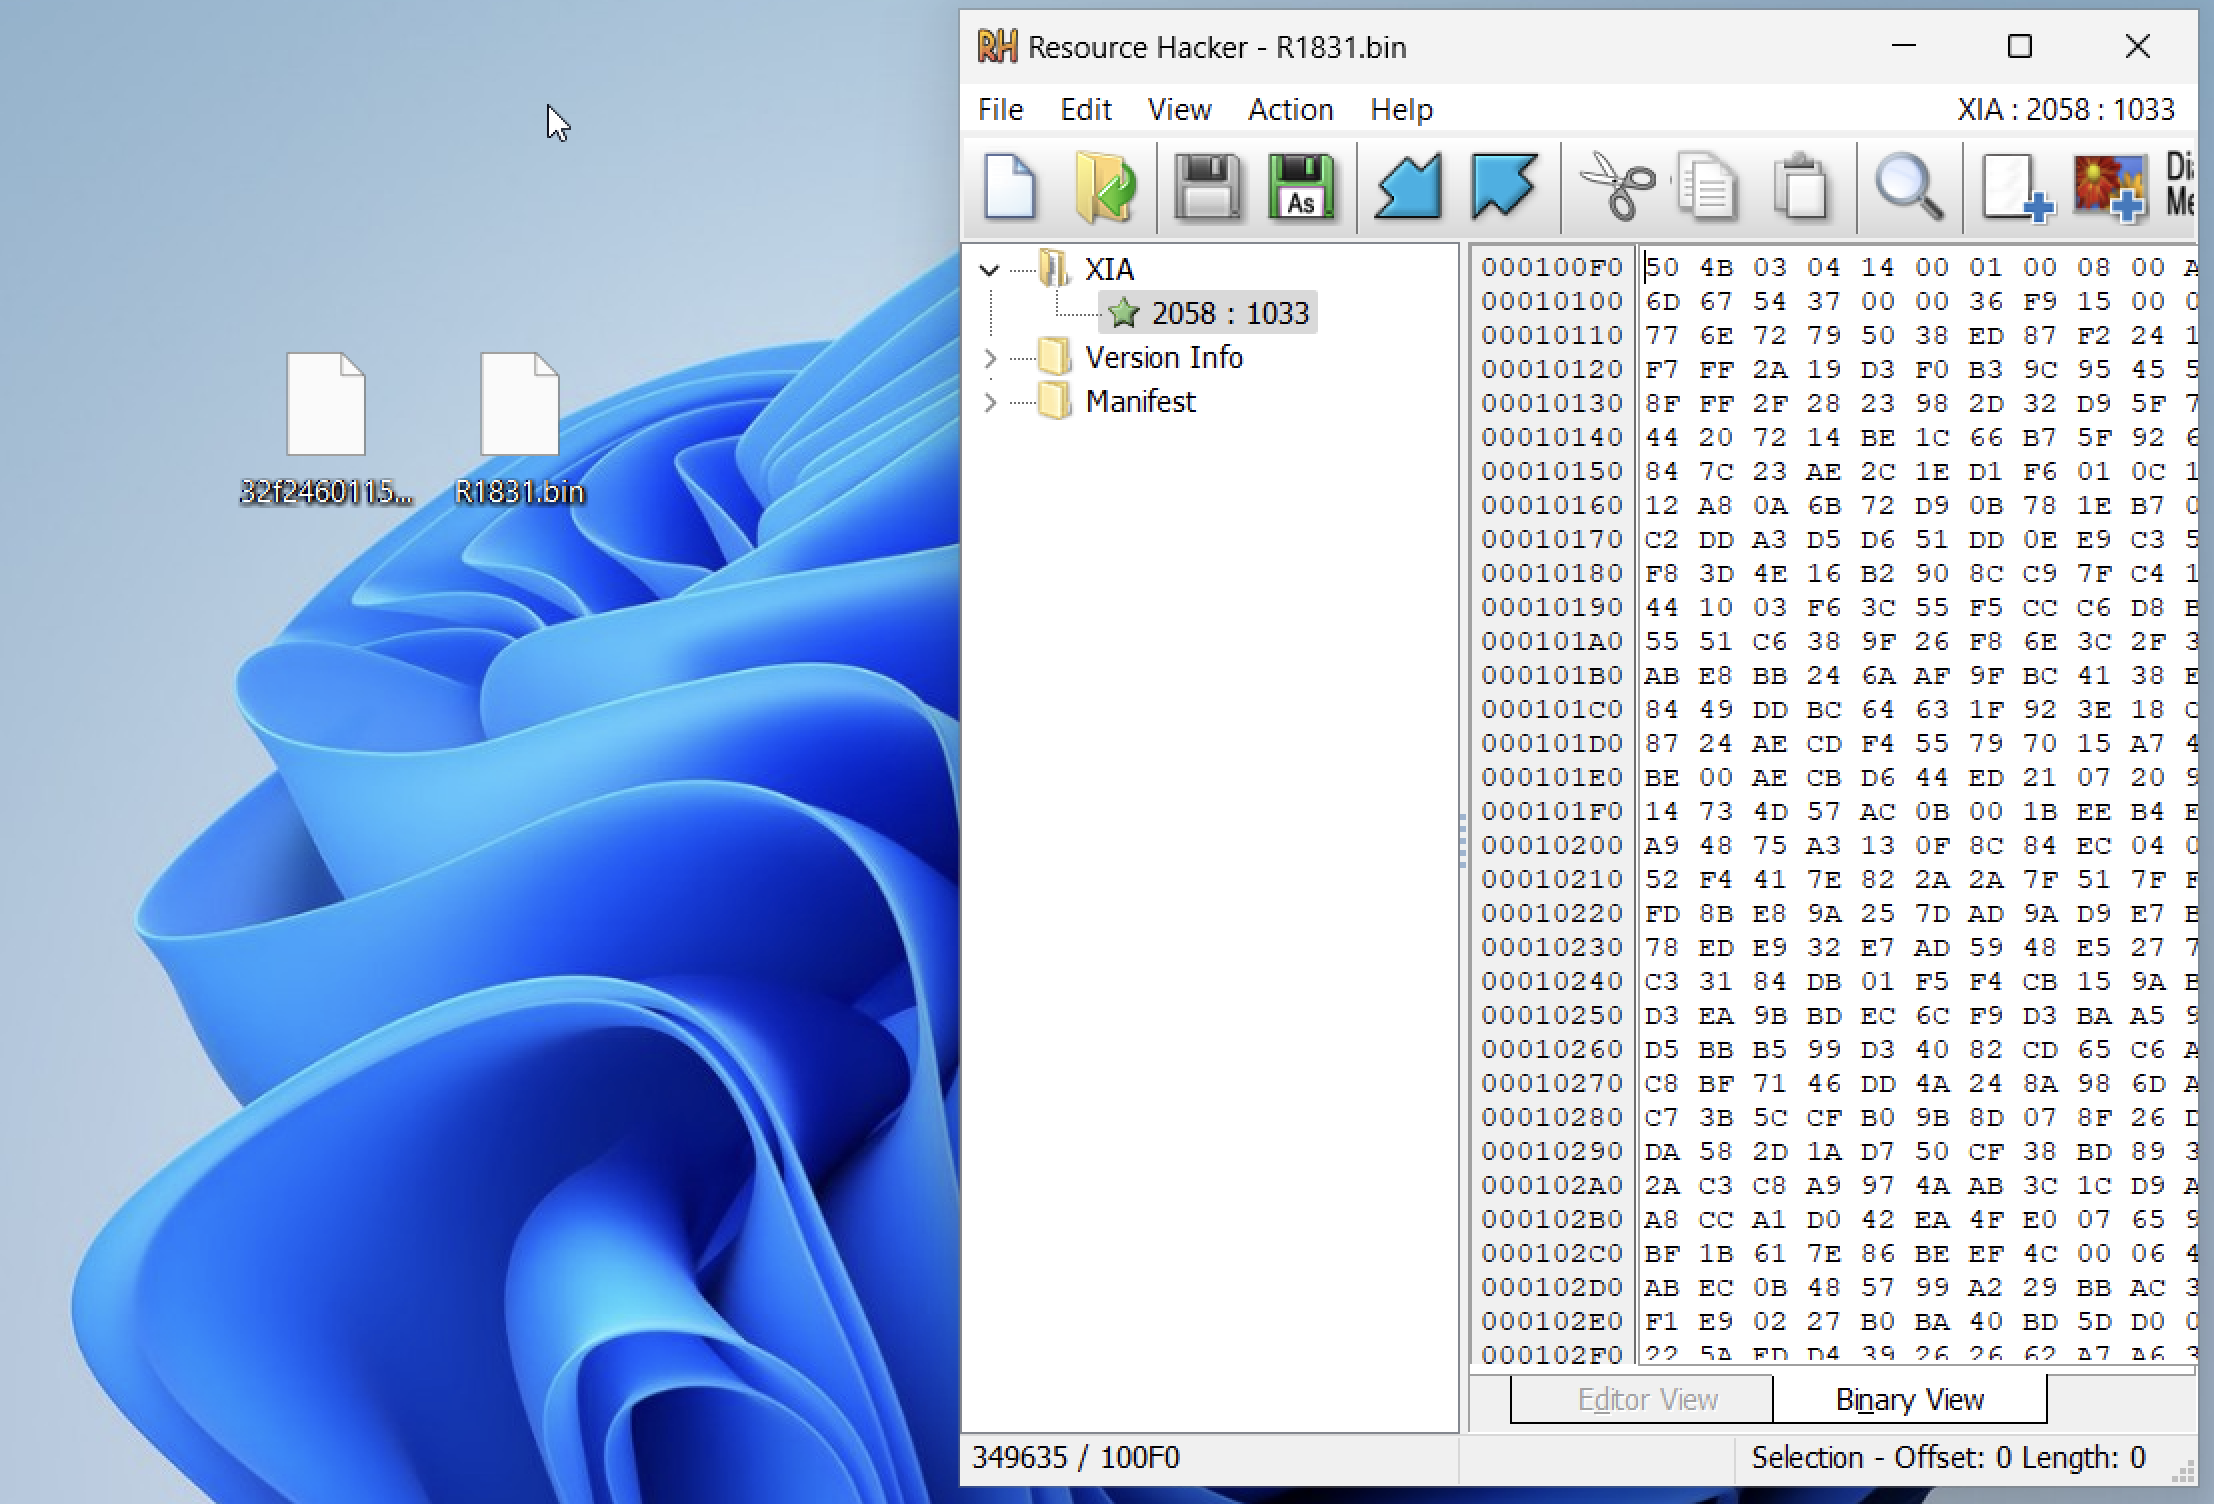 RH Resource Hacker - R1831.bin
File Edit View Action Help XIA : 2058 : 1033
As
XIA
2058 : 1033
Version Info
Manifest
32f2460115...
R1831.bin
000100F0 50 4B 03 04 14 00 01 00 08 00
00010100 6D 67 54 37 00 00 36 F9 15 00
00010110 77 6E 72 79 50 38 ED 87 F2 24
00010120 F7 FF 2A 19 D3 F0 B3 9C 95 45
00010130 8F FF 2F 28 23 98 2D 32 D9 5F
00010140 44 20 72 14 BE 1C 66 B7 5F 92
00010150 84 7C 23 AE 2C 1E D1 F6 01 0C
00010160 12 A8 0A 6B 72 D9 0B 78 1E B7
00010170 C2 DD A3 D5 D6 51 DD 0E E9 C3
00010180 F8 3D 4E 16 B2 90 8C C9 7F C4
00010190 44 10 03 F6 3C 55 F5 CC C6 D8
000101A0 55 51 C6 38 9F 26 F8 6E 3C 2F
000101B0 AB E8 BB 24 6A AF 9F BC 41 38
000101C0 84 49 DD BC 64 63 1F 92 3E 18
000101D0 87 24 AE CD F4 55 79 70 15 A7
000101E0 BE 00 AE CB D6 44 ED 21 07 20
000101F0 14 73 4D 57 AC 0B 00 1B EE B4
00010200 A9 48 75 A3 13 0F 8C 84 EC 04
00010210 52 F4 41 7E 82 2A 2A 7F 51 7F
00010220 FD 8B E8 9A 25 7D AD 9A D9 E7
00010230 78 ED E9 32 E7 AD 59 48 E5 27
00010240 C3 31 84 DB 01 F5 F4 CB 15 9A
00010250 D3 EA 9B BD EC 6C F9 D3 BA A5
00010260 D5 BB B5 99 D3 40 82 CD 65 C6
00010270 C8 BF 71 46 DD 4A 24 8A 98 6D
00010280 C7 3B 5C CF B0 9B 8D 07 8F 26
00010290 DA 58 2D 1A D7 50 CF 38 BD 89
000102A0 2A C3 C8 A9 97 4A AB 3C 1C D9
000102B0 A8 CC A1 D0 42 EA 4F E0 07 65
000102C0 BF 1B 61 7E 86 BE EF 4C 00 06
000102D0 AB EC 0B 48 57 99 A2 29 BB AC
000102E0 F1 E9 02 27 B0 BA 40 BD 5D D0
000102F0 22 5A ED D4 39 26 26 62 A7 A6
Editor View Binary View
349635 / 100F0 Selection - Offset: 0 Length: 0